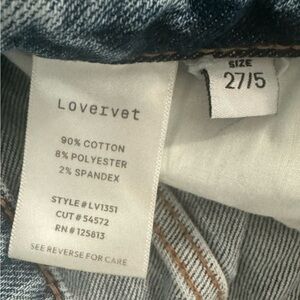 SIZE
27/5
Lovervet
90% COTTON
8% POLYESTER
2% SPANDEX
STYLE # LV1351
CUT # 54572
RN # 125813
SEE REVERSE FOR CARE